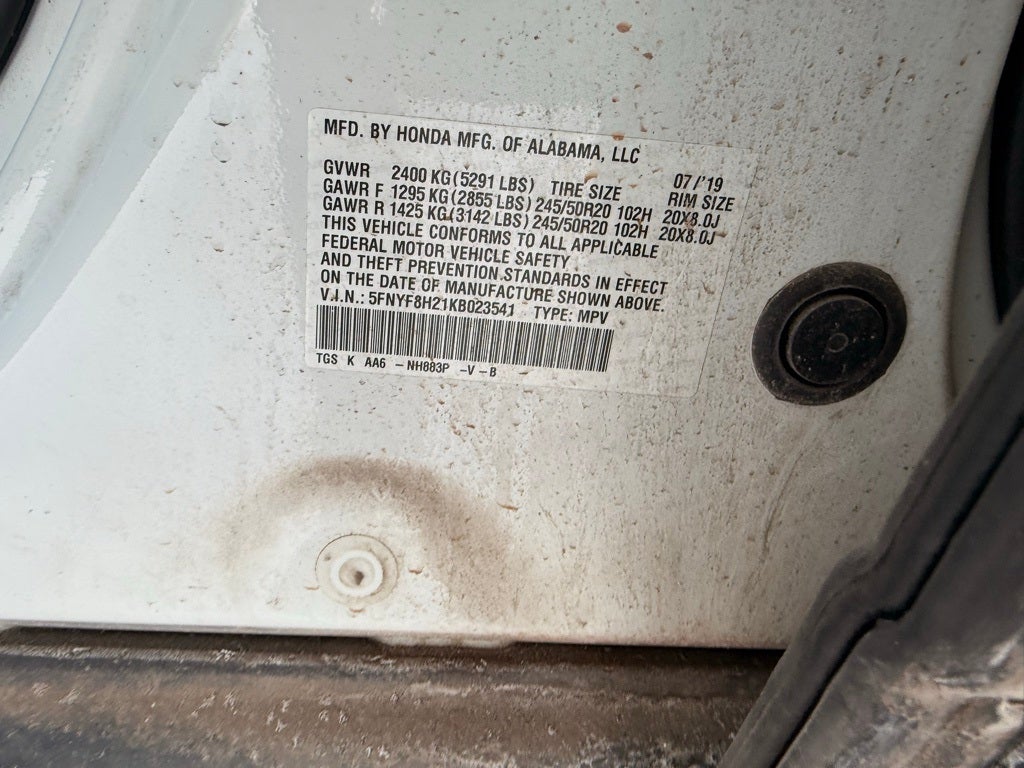 MFD. BY HONDA MFG. OF ALABAMA, LLC
07/'19
GVWR 2400 KG(5291 LBS) TIRE SIZE RIM SIZE
GAWR F 1295 KG(2855 LBS) 245/50R20 102H 20X8.0J
GAWR R 1425 KG(3142 LBS) 245/50R20 102H 20X8.0J
THIS VEHICLE CONFORMS TO ALL APPLICABLE
FEDERAL MOTOR VEHICLE SAFETY
AND THEFT PREVENTION STANDARDS IN EFFECT
ON THE DATE OF MANUFACTURE SHOWN ABOVE.
V.I.N.: 5FNYF8H21KB023541 TYPE: MPV
TGS K AA6 -NH883P -V-B